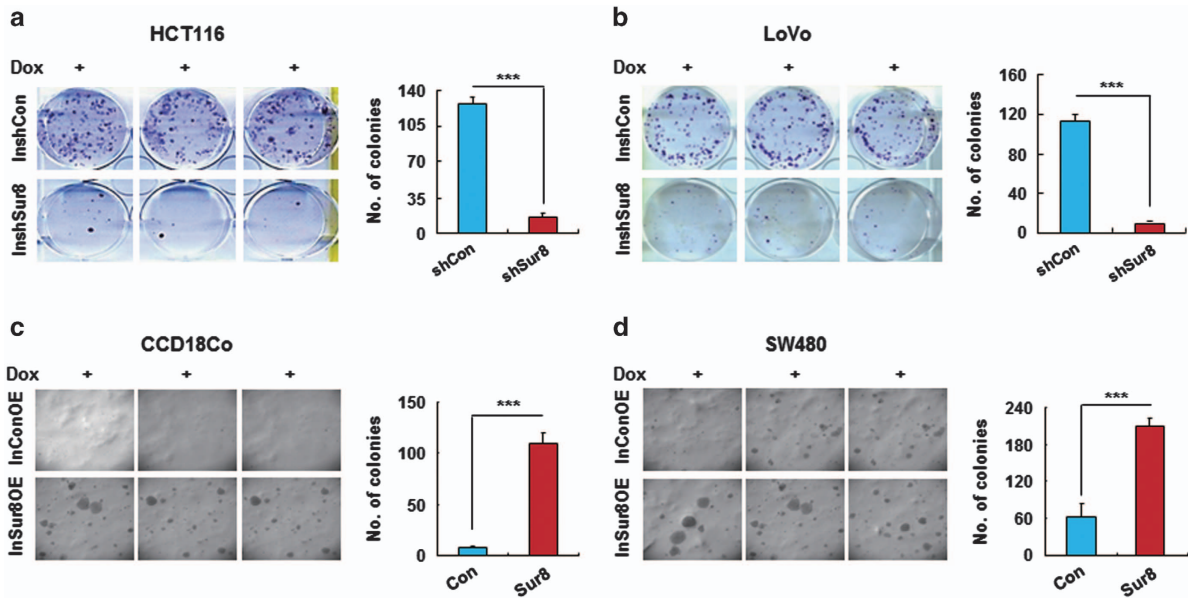 a
HCT116
Dox + + +
InshCon
InshSur8
No. of colonies
140
105
70
35
0
***
shCon
shSur8
b
LoVo
Dox + + +
InshCon
InshSur8
No. of colonies
160
120
80
40
0
***
shCon
shSur8
c
CCD18Co
Dox + + +
InConOE
InSur8OE
No. of colonies
150
100
50
0
***
Con
Sur8
d
SW480
Dox + + +
InConOE
InSur8OE
No. of colonies
240
180
120
60
0
***
Con
Sur8